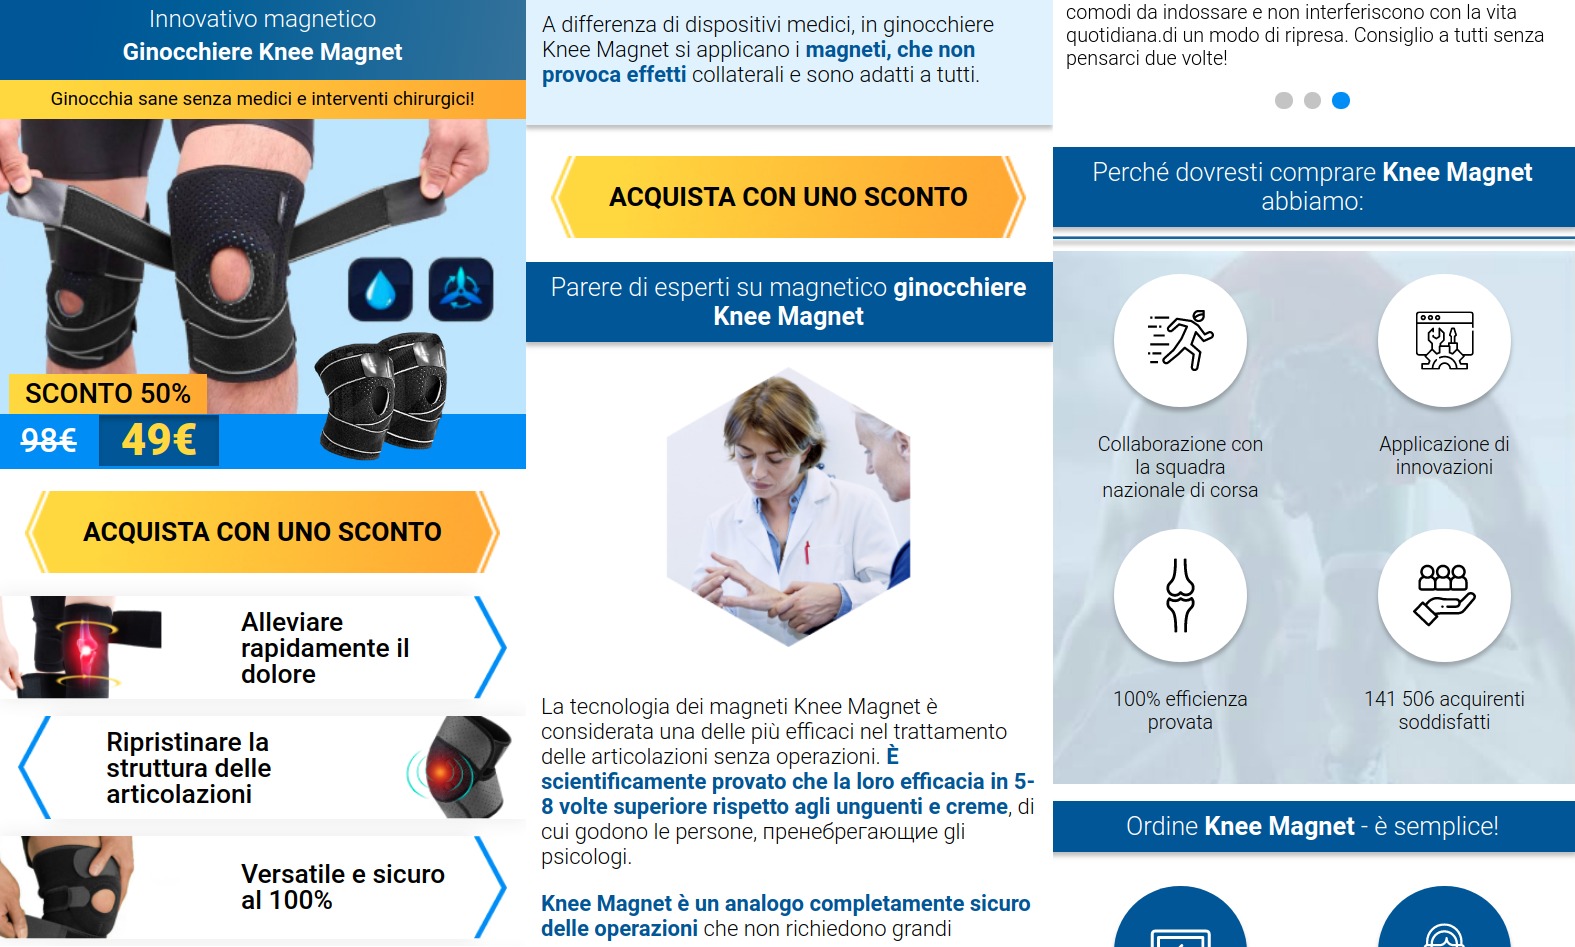 Innovativo magnetico
Ginocchiere Knee Magnet
Ginocchia sane senza medici e interventi chirurgici!
SCONTO 50%
98€ 49€
ACQUISTA CON UNO SCONTO
Alleviare
rapidamente il
dolore
Ripristinare la
struttura delle
articolazioni
Versatile e sicuro
al 100%
A differenza di dispositivi medici, in ginocchiere
Knee Magnet si applicano i magneti, che non
provoca effetti collaterali e sono adatti a tutti.
ACQUISTA CON UNO SCONTO
Parere di esperti su magnetico ginocchiere
Knee Magnet
La tecnologia dei magneti Knee Magnet è
considerata una delle più efficaci nel trattamento
delle articolazioni senza operazioni. È
scientificamente provato che la loro efficacia in 5-
8 volte superiore rispetto agli unguenti e creme, di
cui godono le persone, пренебрегающие gli
psicologi.
Knee Magnet è un analogo completamente sicuro
delle operazioni che non richiedono grandi
comodi da indossare e non interferiscono con la vita
quotidiana.di un modo di ripresa. Consiglio a tutti senza
pensarci due volte!
Perché dovresti comprare Knee Magnet
abbiamo:
Collaborazione con
la squadra
nazionale di corsa
Applicazione di
innovazioni
100% efficienza
provata
141 506 acquirenti
soddisfatti
Ordine Knee Magnet - è semplice!